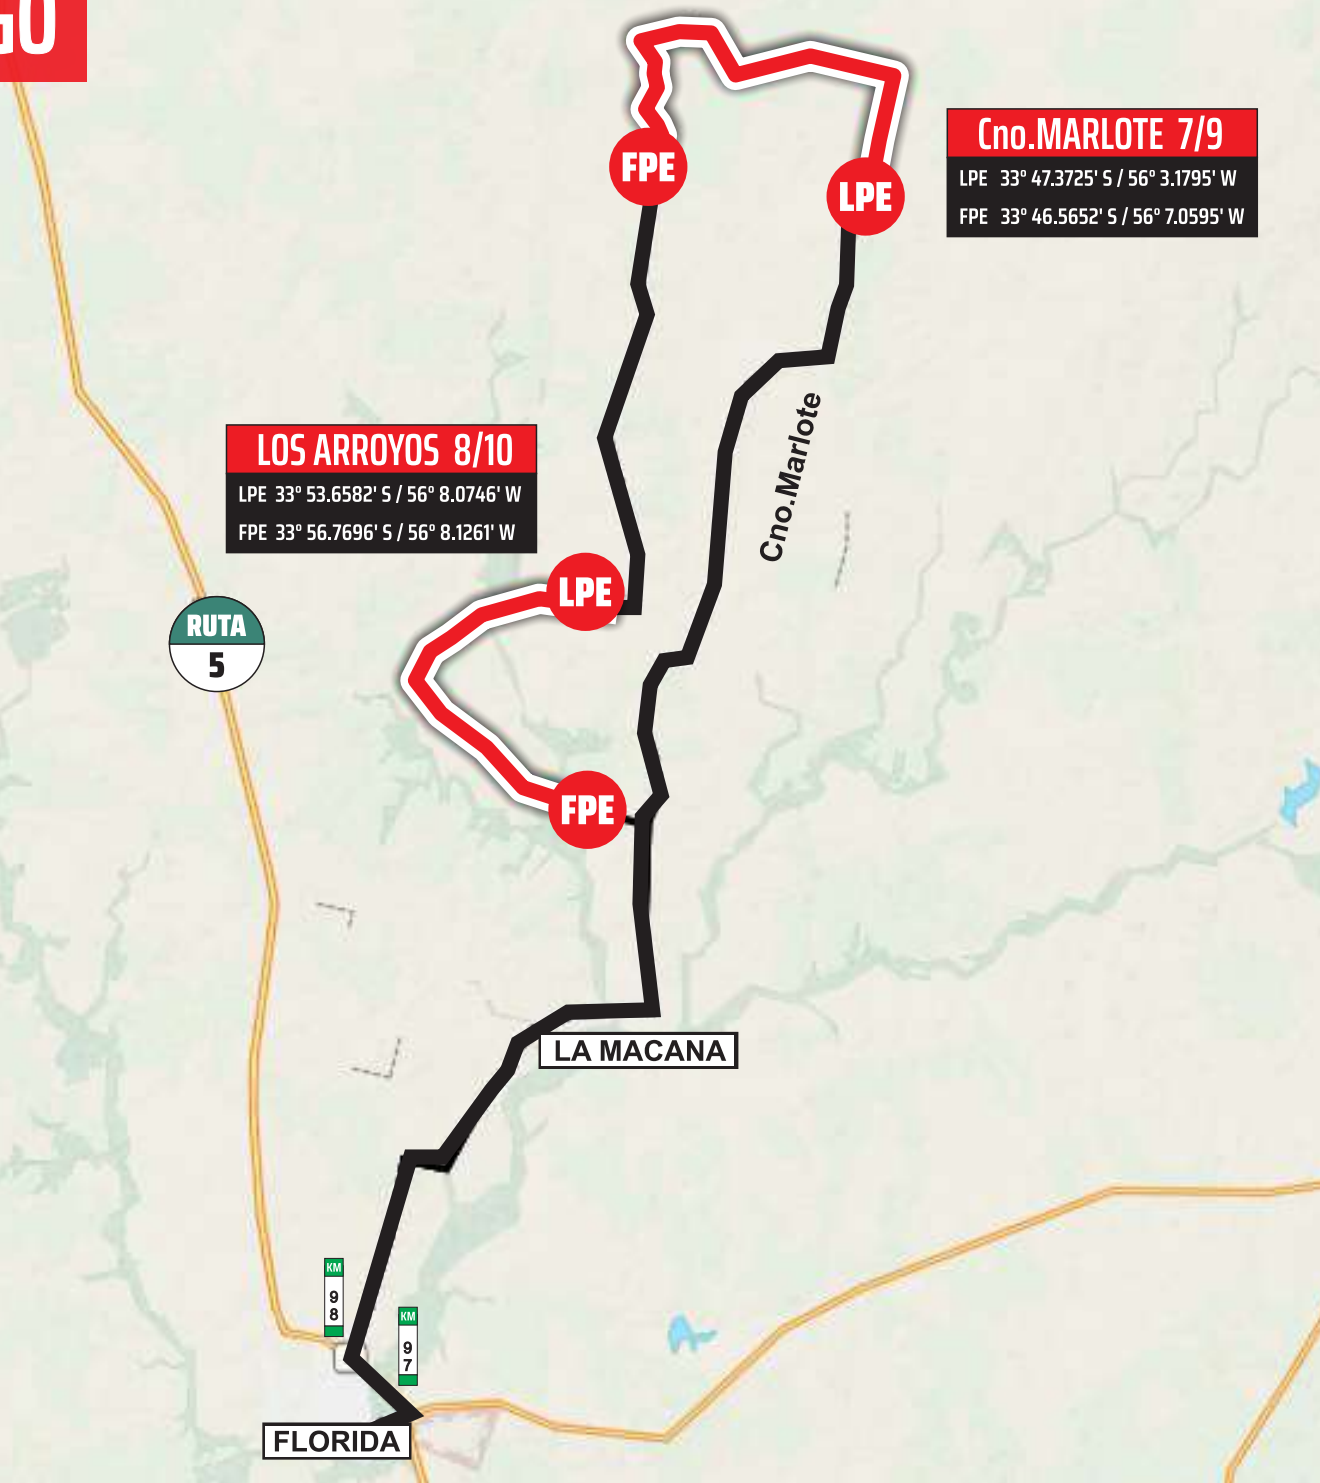 GO
FPE
LPE
Cno.MARLOTE 7/9
LPE 33° 47.3725' S / 56° 3.1795' W
FPE 33° 46.5652' S / 56° 7.0595' W
Cno.Marlote
LOS ARROYOS 8/10
LPE 33° 53.6582' S / 56° 8.0746' W
FPE 33° 56.7696' S / 56° 8.1261' W
LPE
RUTA
5
FPE
LA MACANA
KM
98
KM
97
FLORIDA